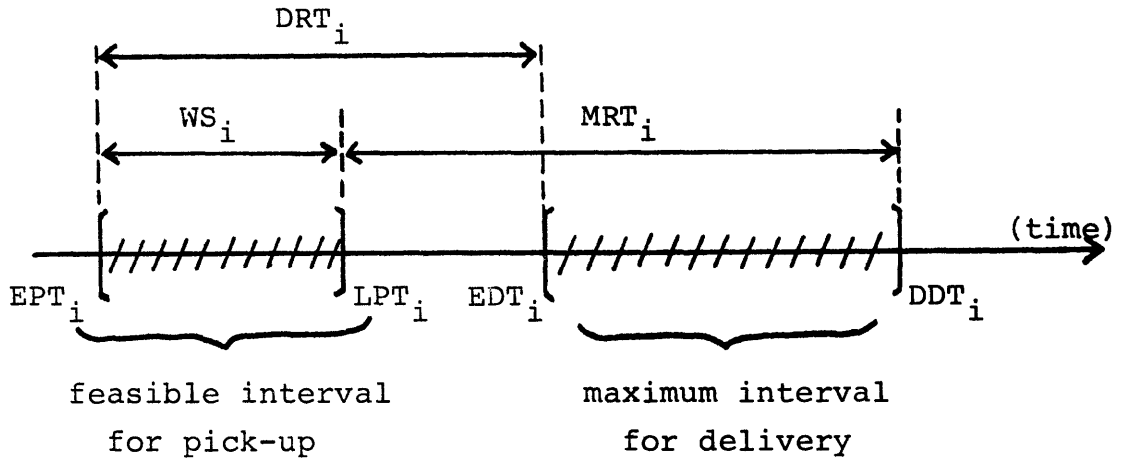 DRT_i
WS_i
MRT_i
(time)
EPT_i
LPT_i
EDT_i
DDT_i
feasible interval
for pick-up
maximum interval
for delivery